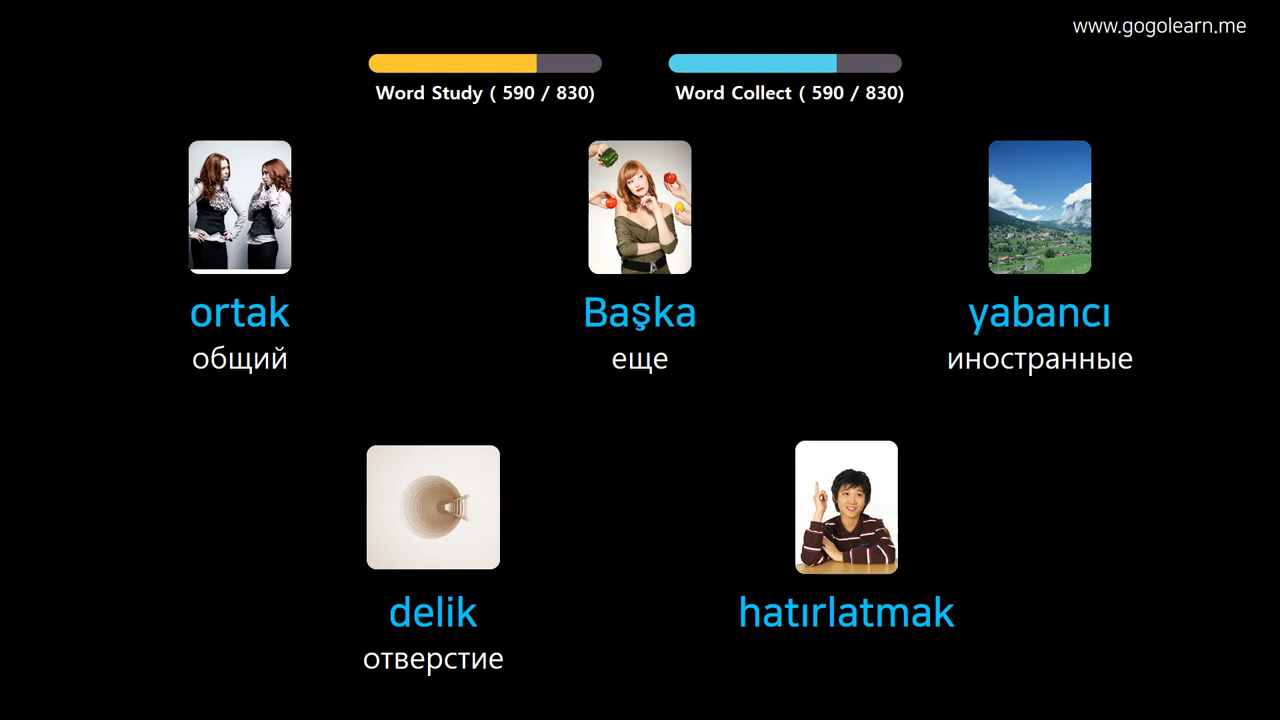 www.gogolearn.me
Word Study ( 590 / 830)
Word Collect ( 590 / 830)
ortak
общий
Başka
еще
yabancı
иностранные
delik
отверстие
hatırlatmak